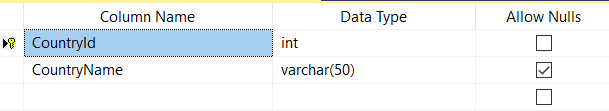 Column Name Data Type Allow Nulls
CountryId int
CountryName varchar(50)